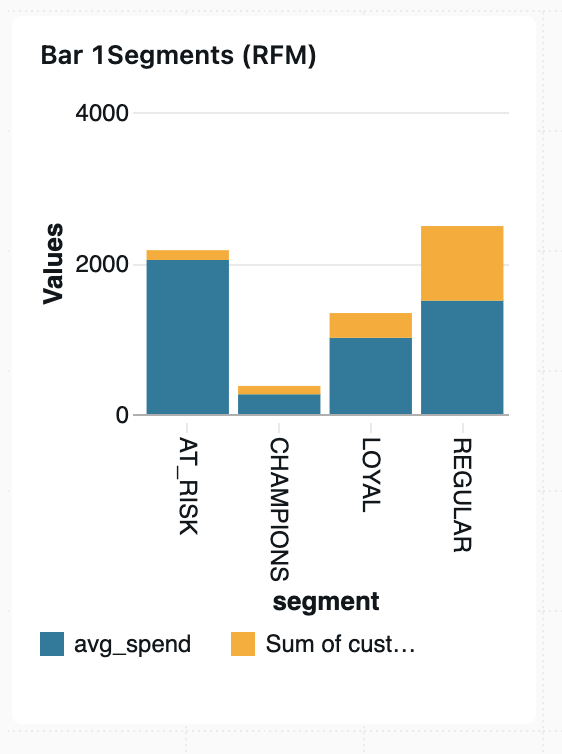 Bar 1Segments (RFM)
4000
2000
0
Values
AT_RISK
CHAMPIONS
LOYAL
REGULAR
segment
avg_spend
Sum of cust…